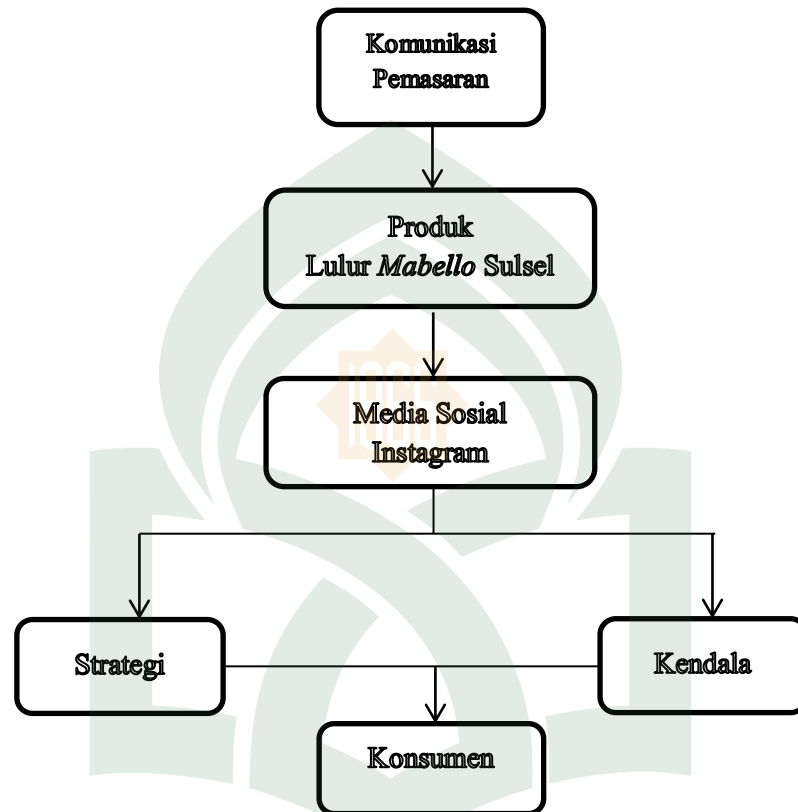 Komunikasi
Pemasaran
Produk
Lulur Mabello Sulsel
Media Sosial
Instagram
Strategi
Kendala
Konsumen